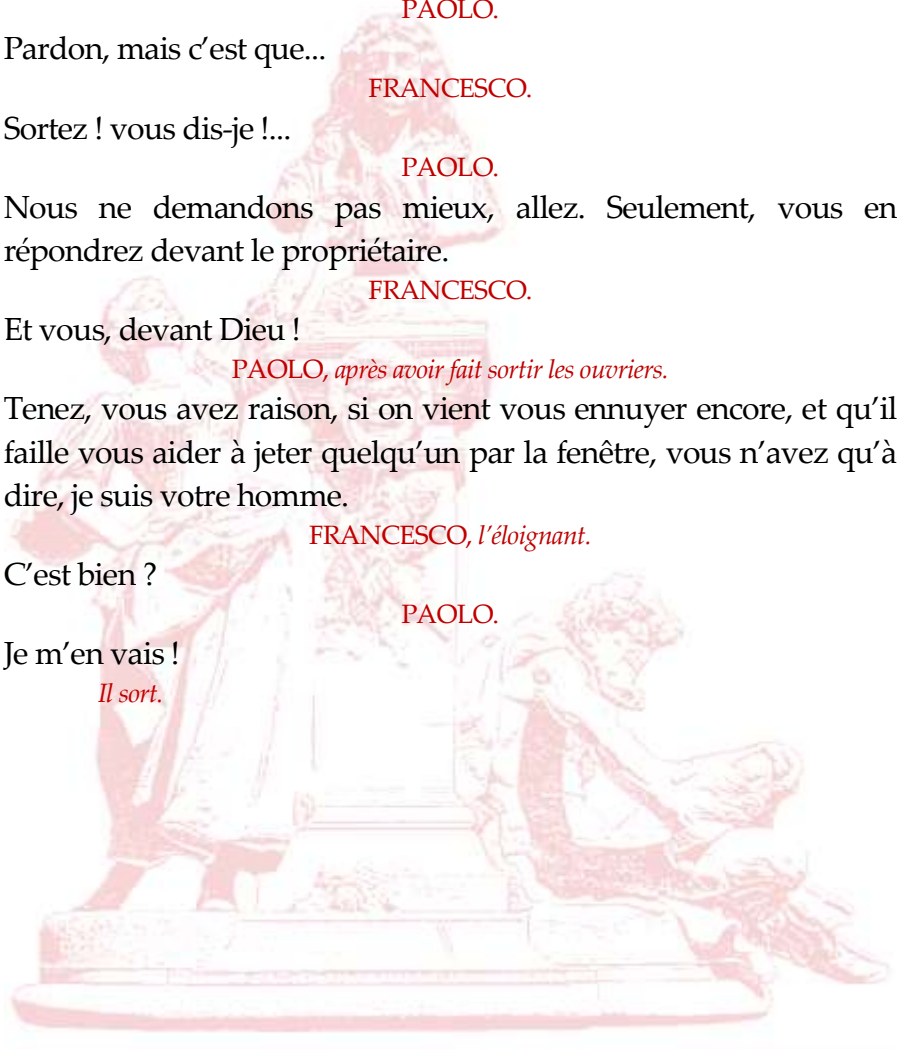 PAOLO.
Pardon, mais c’est que...
FRANCESCO.
Sortez ! vous dis-je !...
PAOLO.
Nous ne demandons pas mieux, allez. Seulement, vous en
répondrez devant le propriétaire.
FRANCESCO.
Et vous, devant Dieu !
PAOLO, après avoir fait sortir les ouvriers.
Tenez, vous avez raison, si on vient vous ennuyer encore, et qu’il
faille vous aider à jeter quelqu’un par la fenêtre, vous n’avez qu’à
dire, je suis votre homme.
FRANCESCO, l’éloignant.
C’est bien ?
PAOLO.
Je m’en vais !
Il sort.